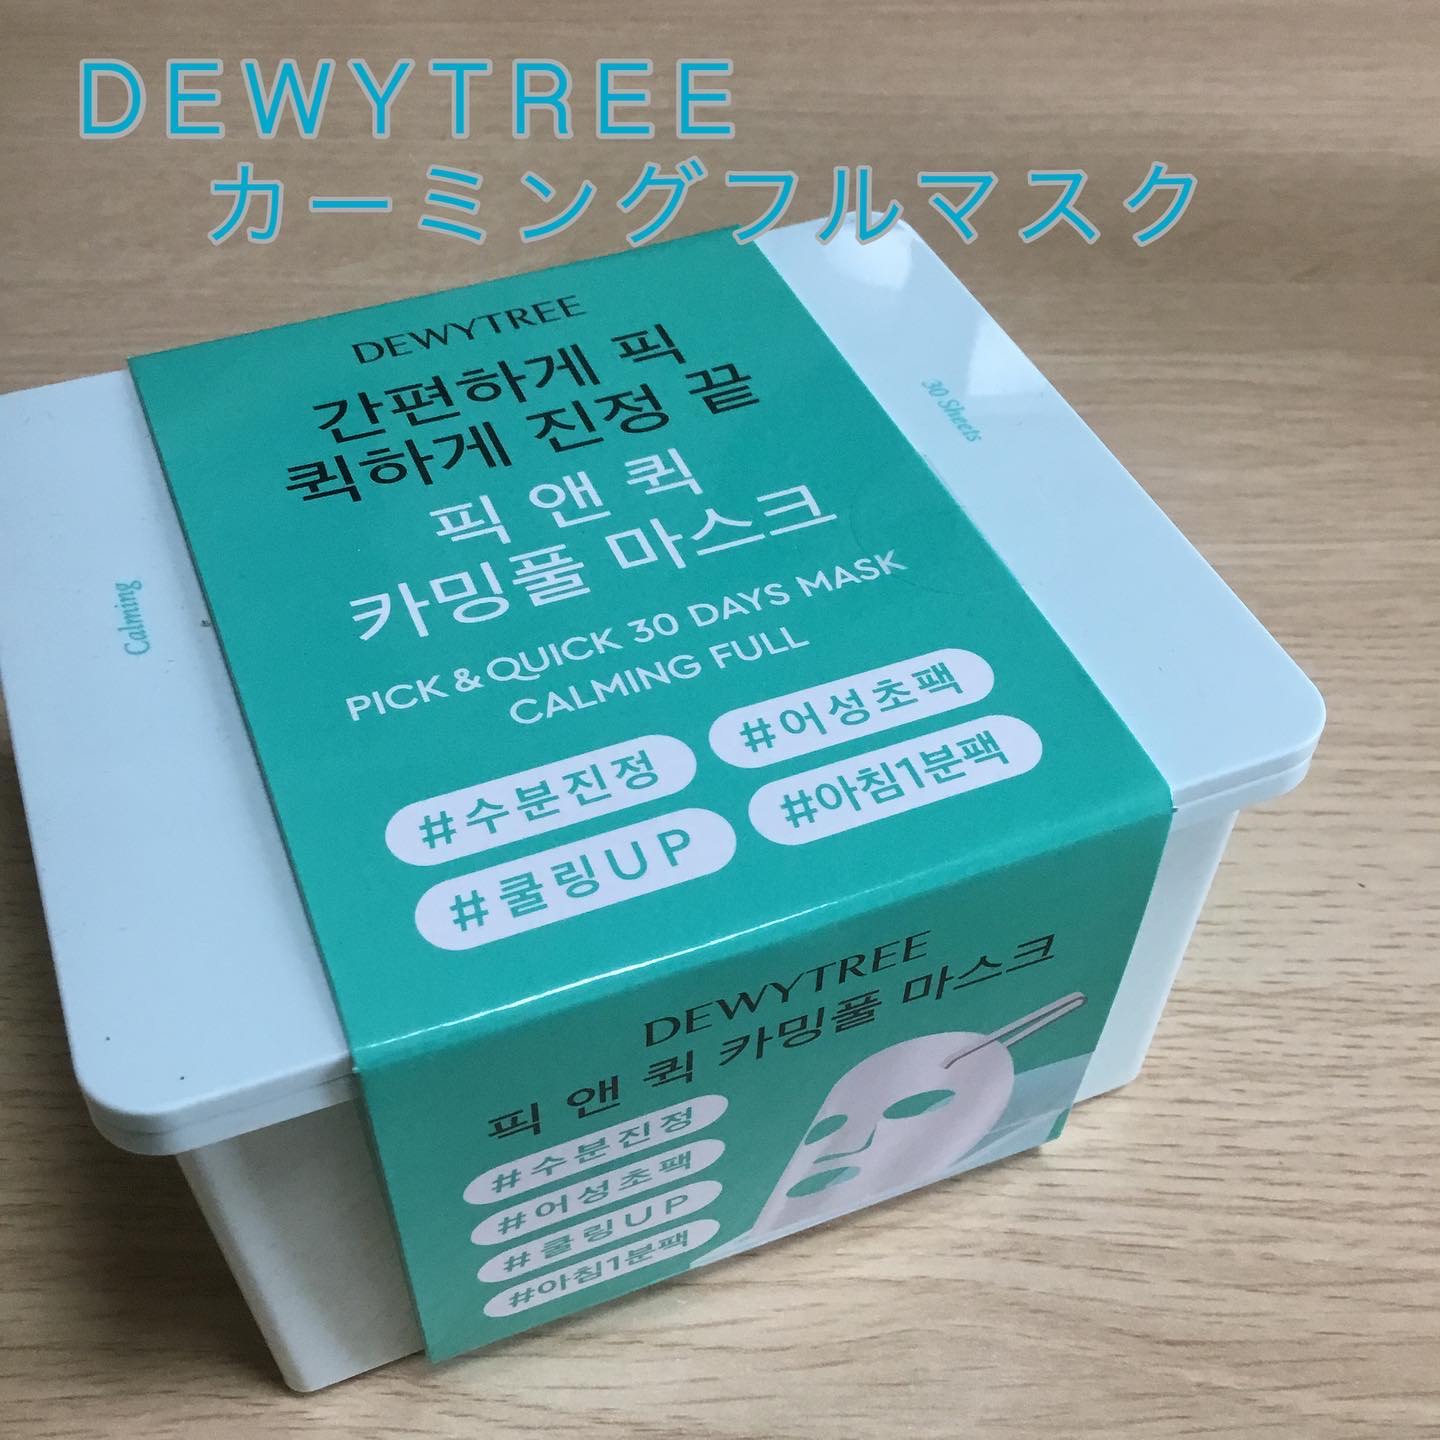 DEWYTREE
カーミングフルマスク
DEWYTREE
간편하게 픽
퀵하게 진정 끝
픽 앤 퀵
카밍풀 마스크
PICK & QUICK 30 DAYS MASK
CALMING FULL
#수분진정 #어성초팩
#쿨링UP #아침1분팩
30 Sheets
Calming
DEWYTREE
픽 앤 퀵 카밍풀 마스크
#수분진정
#어성초팩
#쿨링UP
#아침1분팩